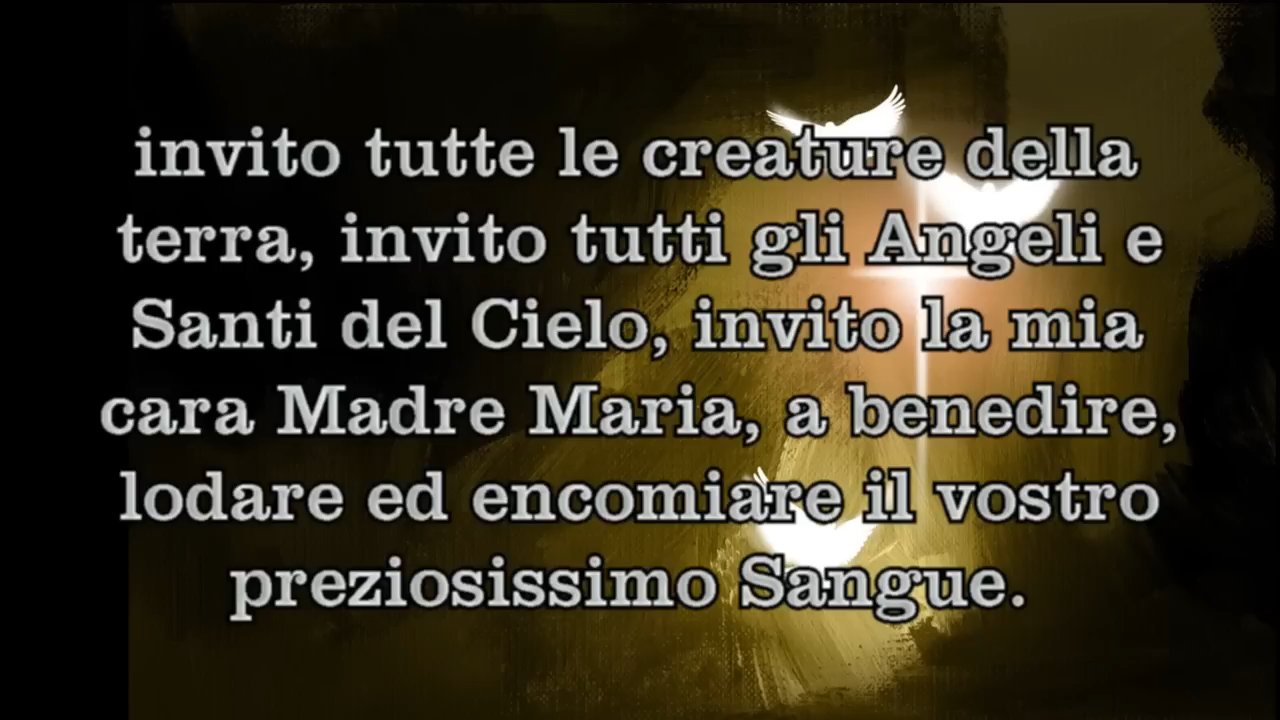 invito tutte le creature della
terra, invito tutti gli Angeli e
Santi del Cielo, invito la mia
cara Madre Maria, a benedire,
lodare ed encomiare il vostro
preziosissimo Sangue.